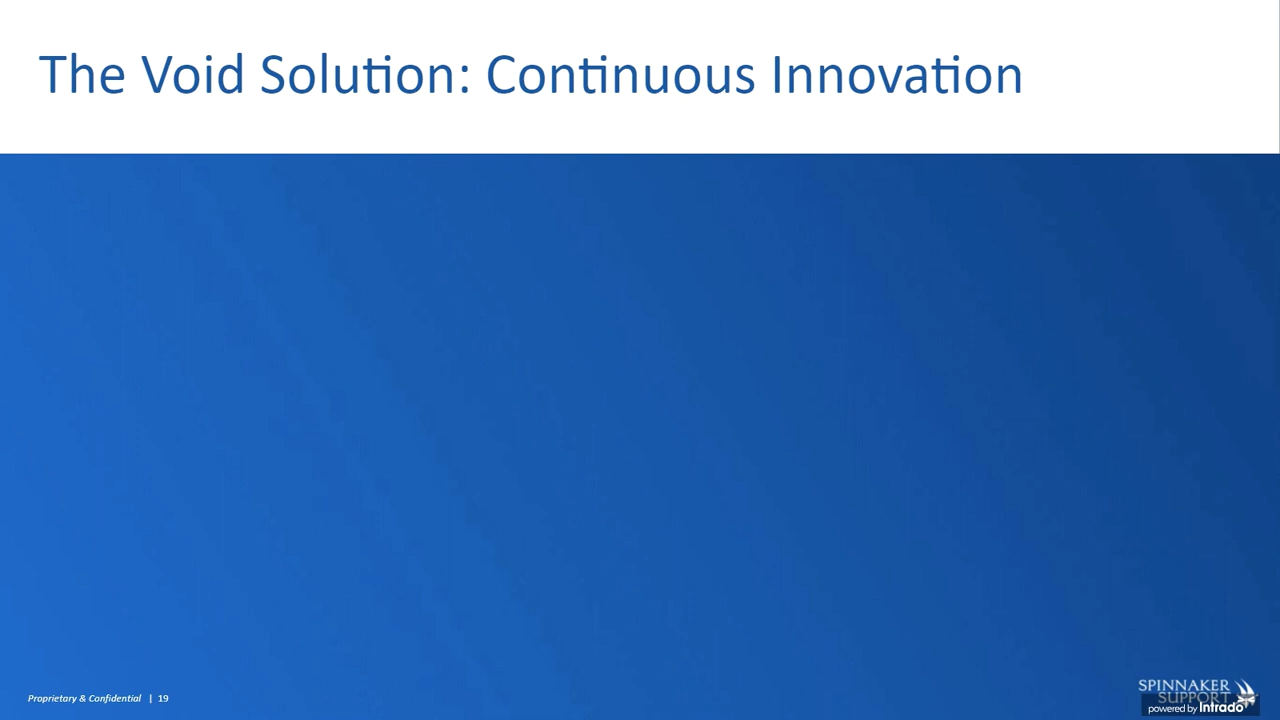 The Void Solution: Continuous Innovation
Proprietary & Confidential | 19
SPINNAKER
SUPPORT
powered by Intrado